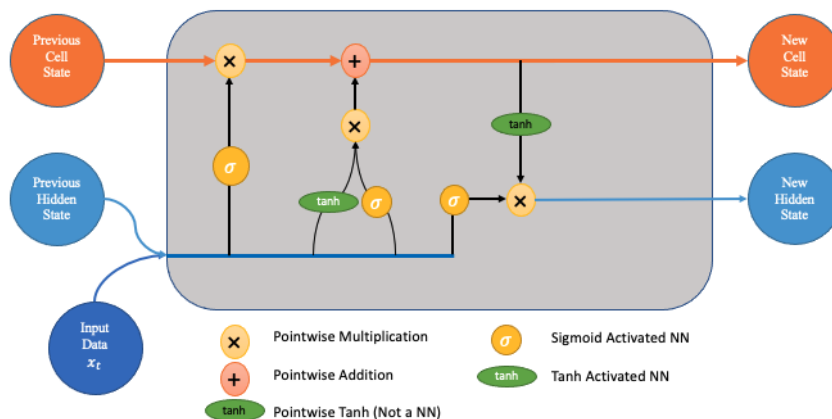 Previous
Cell
State
New
Cell
State
×
+
tanh
×
σ
Previous
Hidden
State
tanh
σ
σ
×
New
Hidden
State
Input
Data
xₜ
× Pointwise Multiplication
σ Sigmoid Activated NN
+ Pointwise Addition
tanh Tanh Activated NN
tanh Pointwise Tanh (Not a NN)